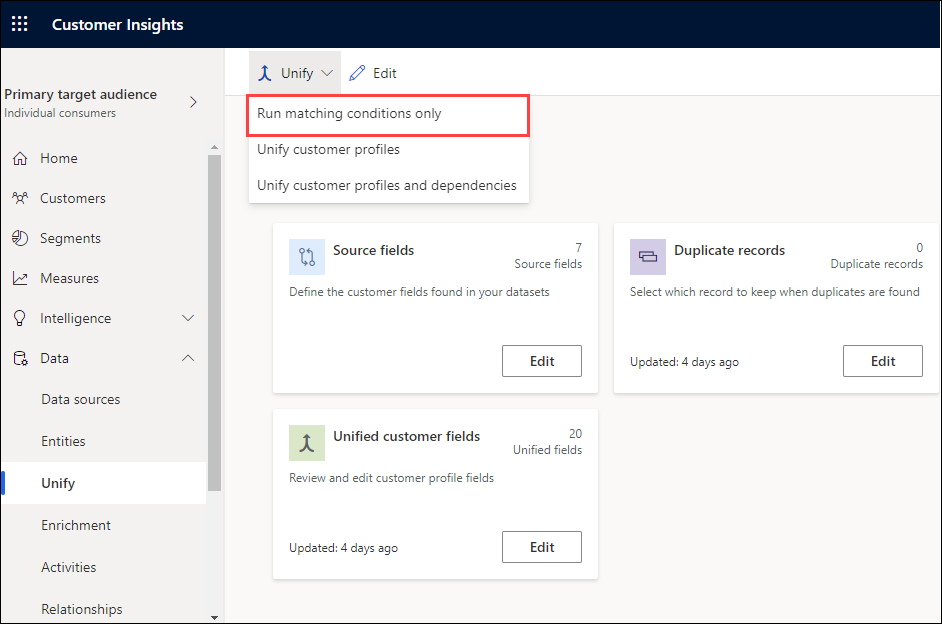 Customer Insights
Primary target audience
Individual consumers
Home
Customers
Segments
Measures
Intelligence
Data
Data sources
Entities
Unify
Enrichment
Activities
Relationships
Unify
Edit
Run matching conditions only
Unify customer profiles
Unify customer profiles and dependencies
Source fields
7
Source fields
Define the customer fields found in your datasets
Edit
Duplicate records
0
Duplicate records
Select which record to keep when duplicates are found
Updated: 4 days ago
Edit
Unified customer fields
20
Unified fields
Review and edit customer profile fields
Updated: 4 days ago
Edit